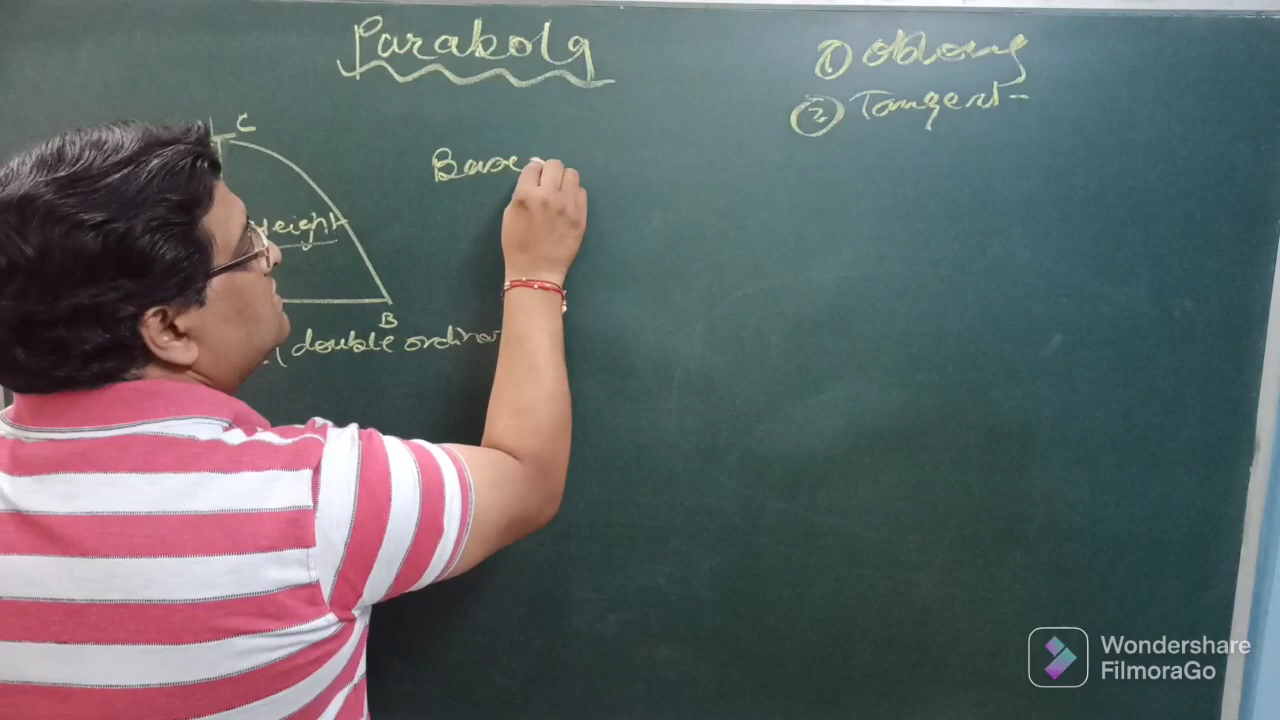 Parabola
① oblong
② Tangent-
C
Base
Height
B
(double ordina
Wondershare
FilmoraGo